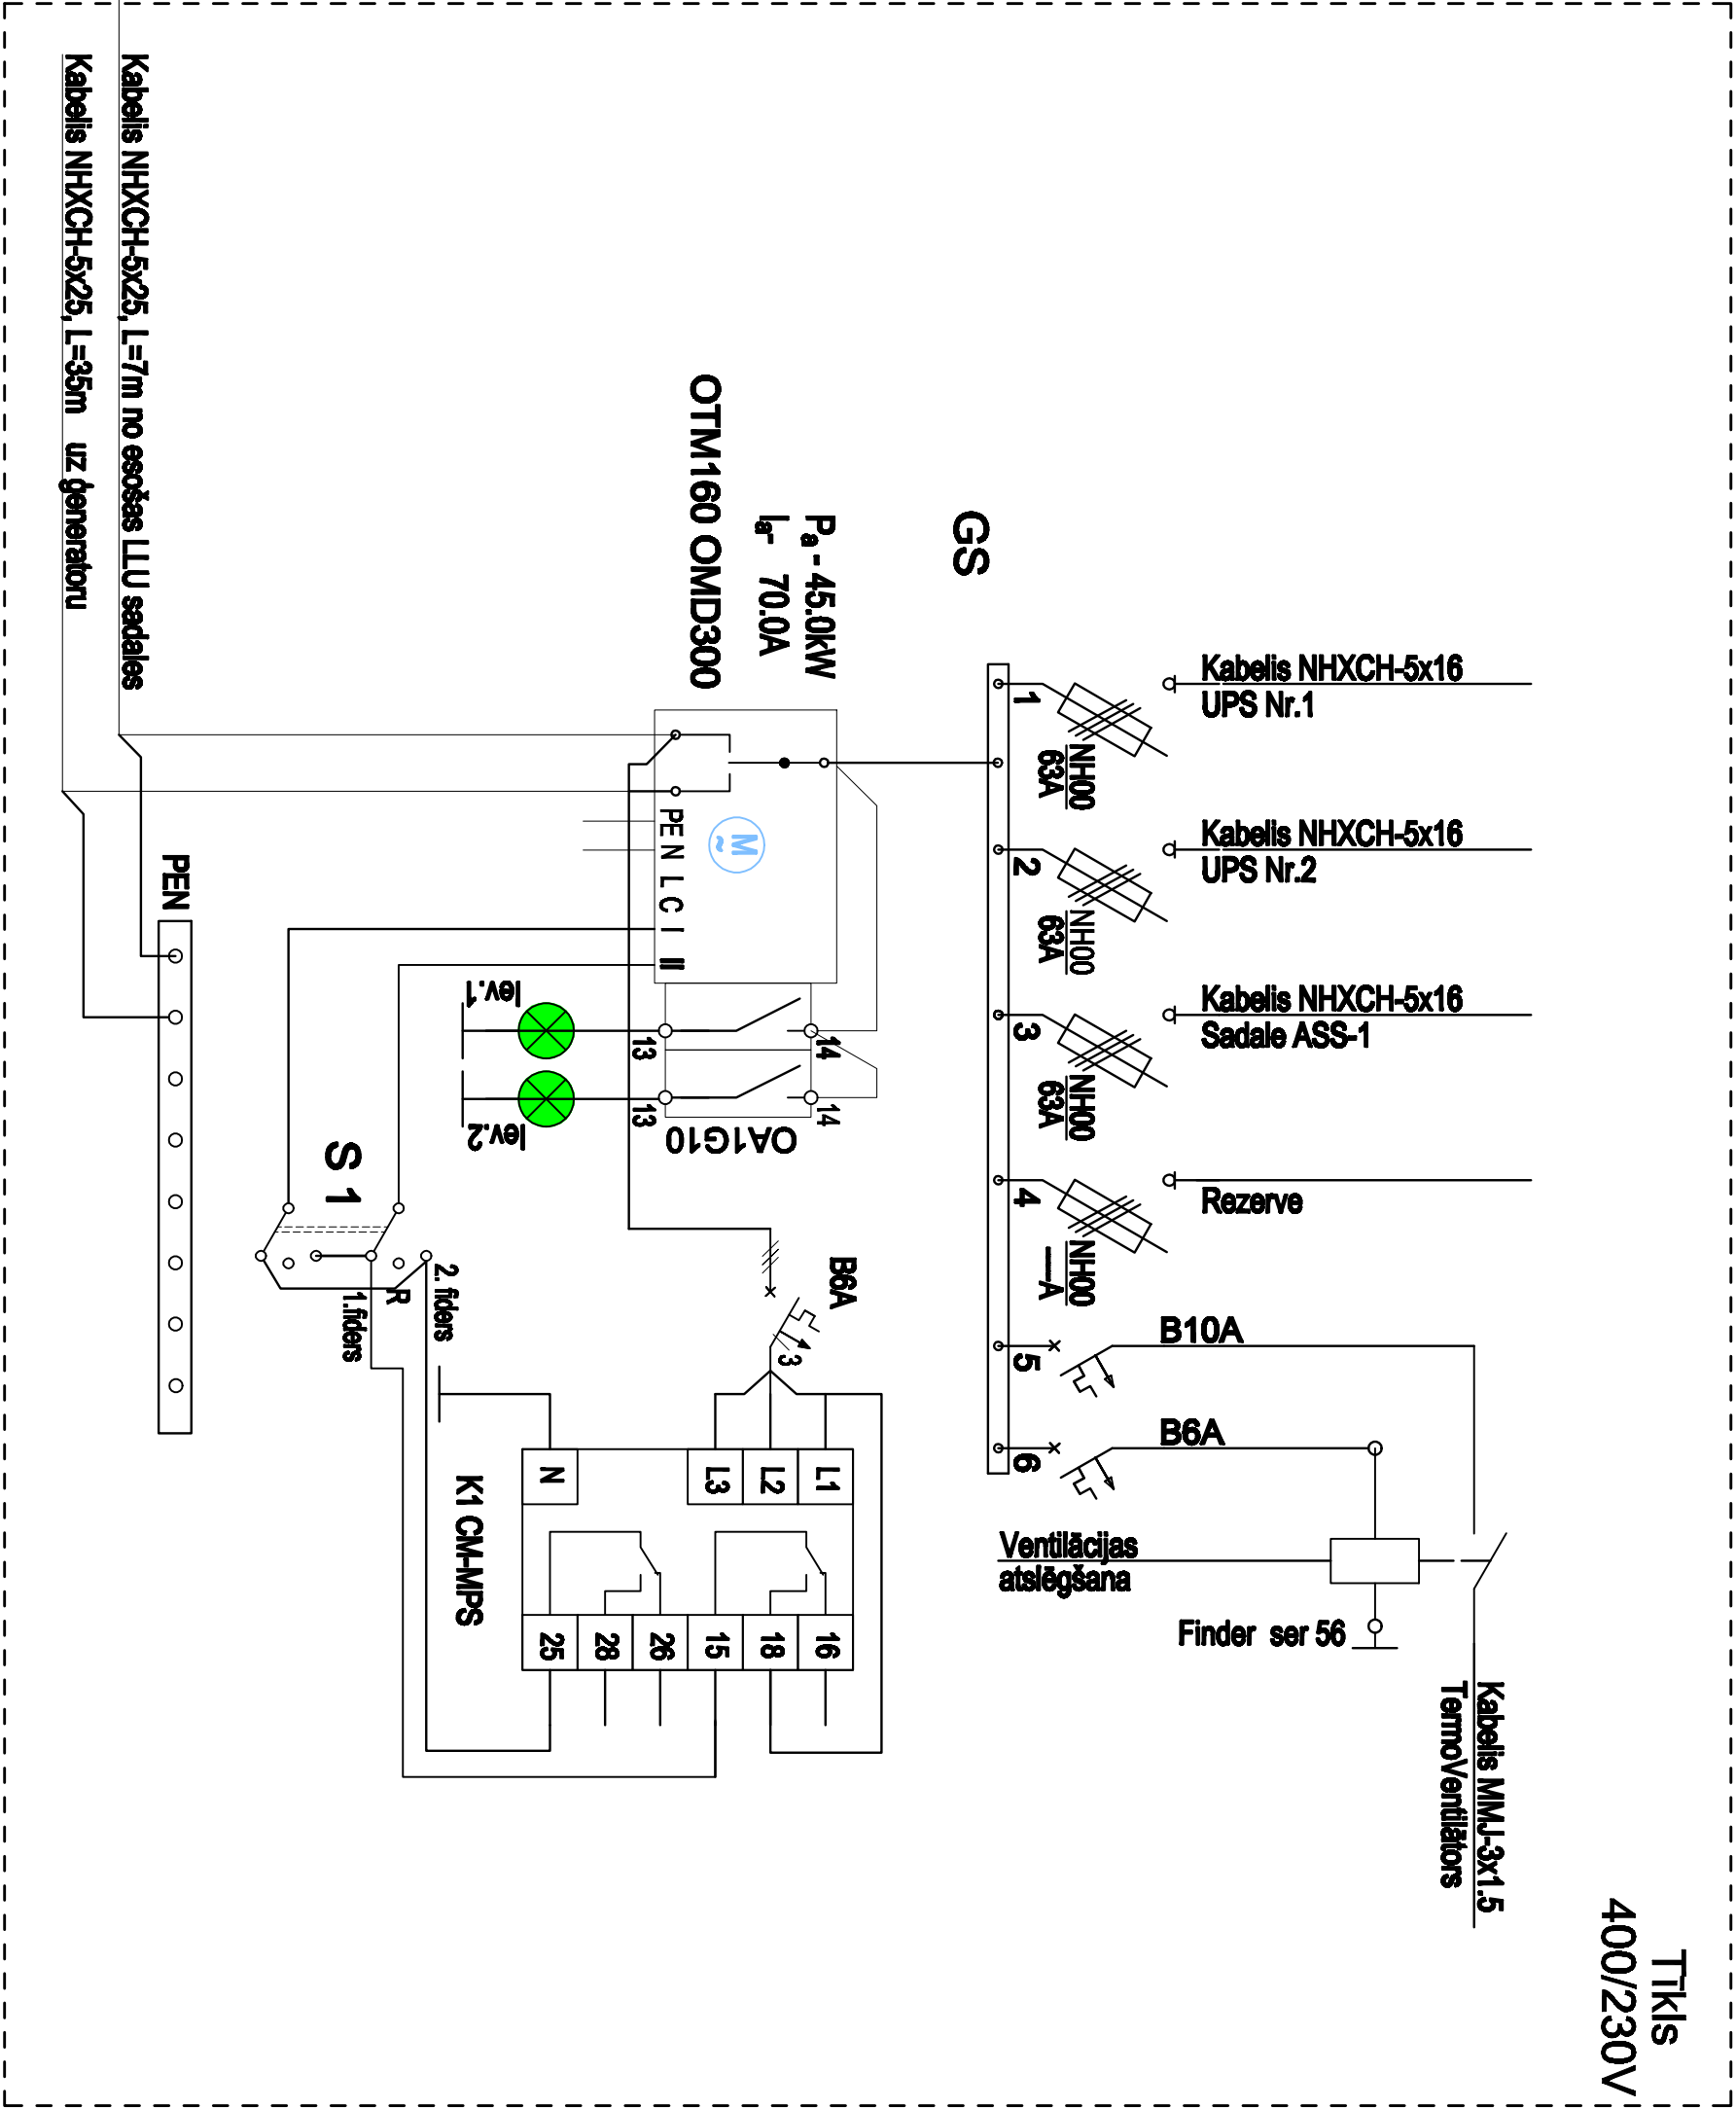 Tīkls
400/230V
Kabelis NHXCH-5x16
UPS Nr.1
Kabelis NHXCH-5x16
UPS Nr.2
Kabelis NHXCH-5x16
Sadale ASS-1
Rezerve
B10A
B6A
Kabelis MMJ-3x1.5
TermoVentilātors
Ventilācijas
atslēgšana
Finder ser 56
1
NH00
63A
2
NH00
63A
3
NH00
63A
4
NH00
—A
5
6
GS
Pa - 45.0kW
Ia- 70.0A
OTM160 OMD300
M
~
PE N L C I II
14
13
14
13
OA1G10
Iev.1
Iev.2
B6A
3
L1
L2
L3
N
16
18
15
26
28
25
K1 CM-MPS
S 1
2. fiders
R
1.fiders
PEN
Kabelis NHXCH-5x25, L=7m no esošas LLU sadales
Kabelis NHXCH-5x25, L=35m uz ģeneratoru